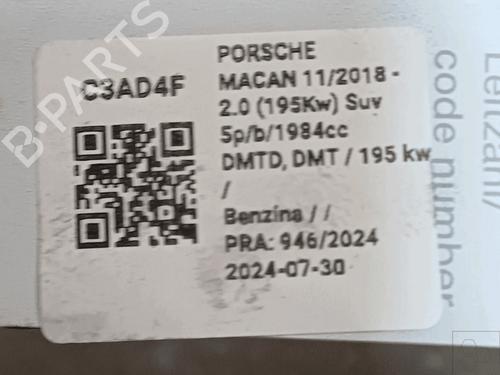 B-PARTS
C3AD4F
PORSCHE
MACAN 11/2018 -
2.0 (195Kw) Suv
5p/b/1984cc
DMTD, DMT / 195 kw
/
Benzina / /
PRA: 946/2024
2024-07-30
Leitzahl/
code number